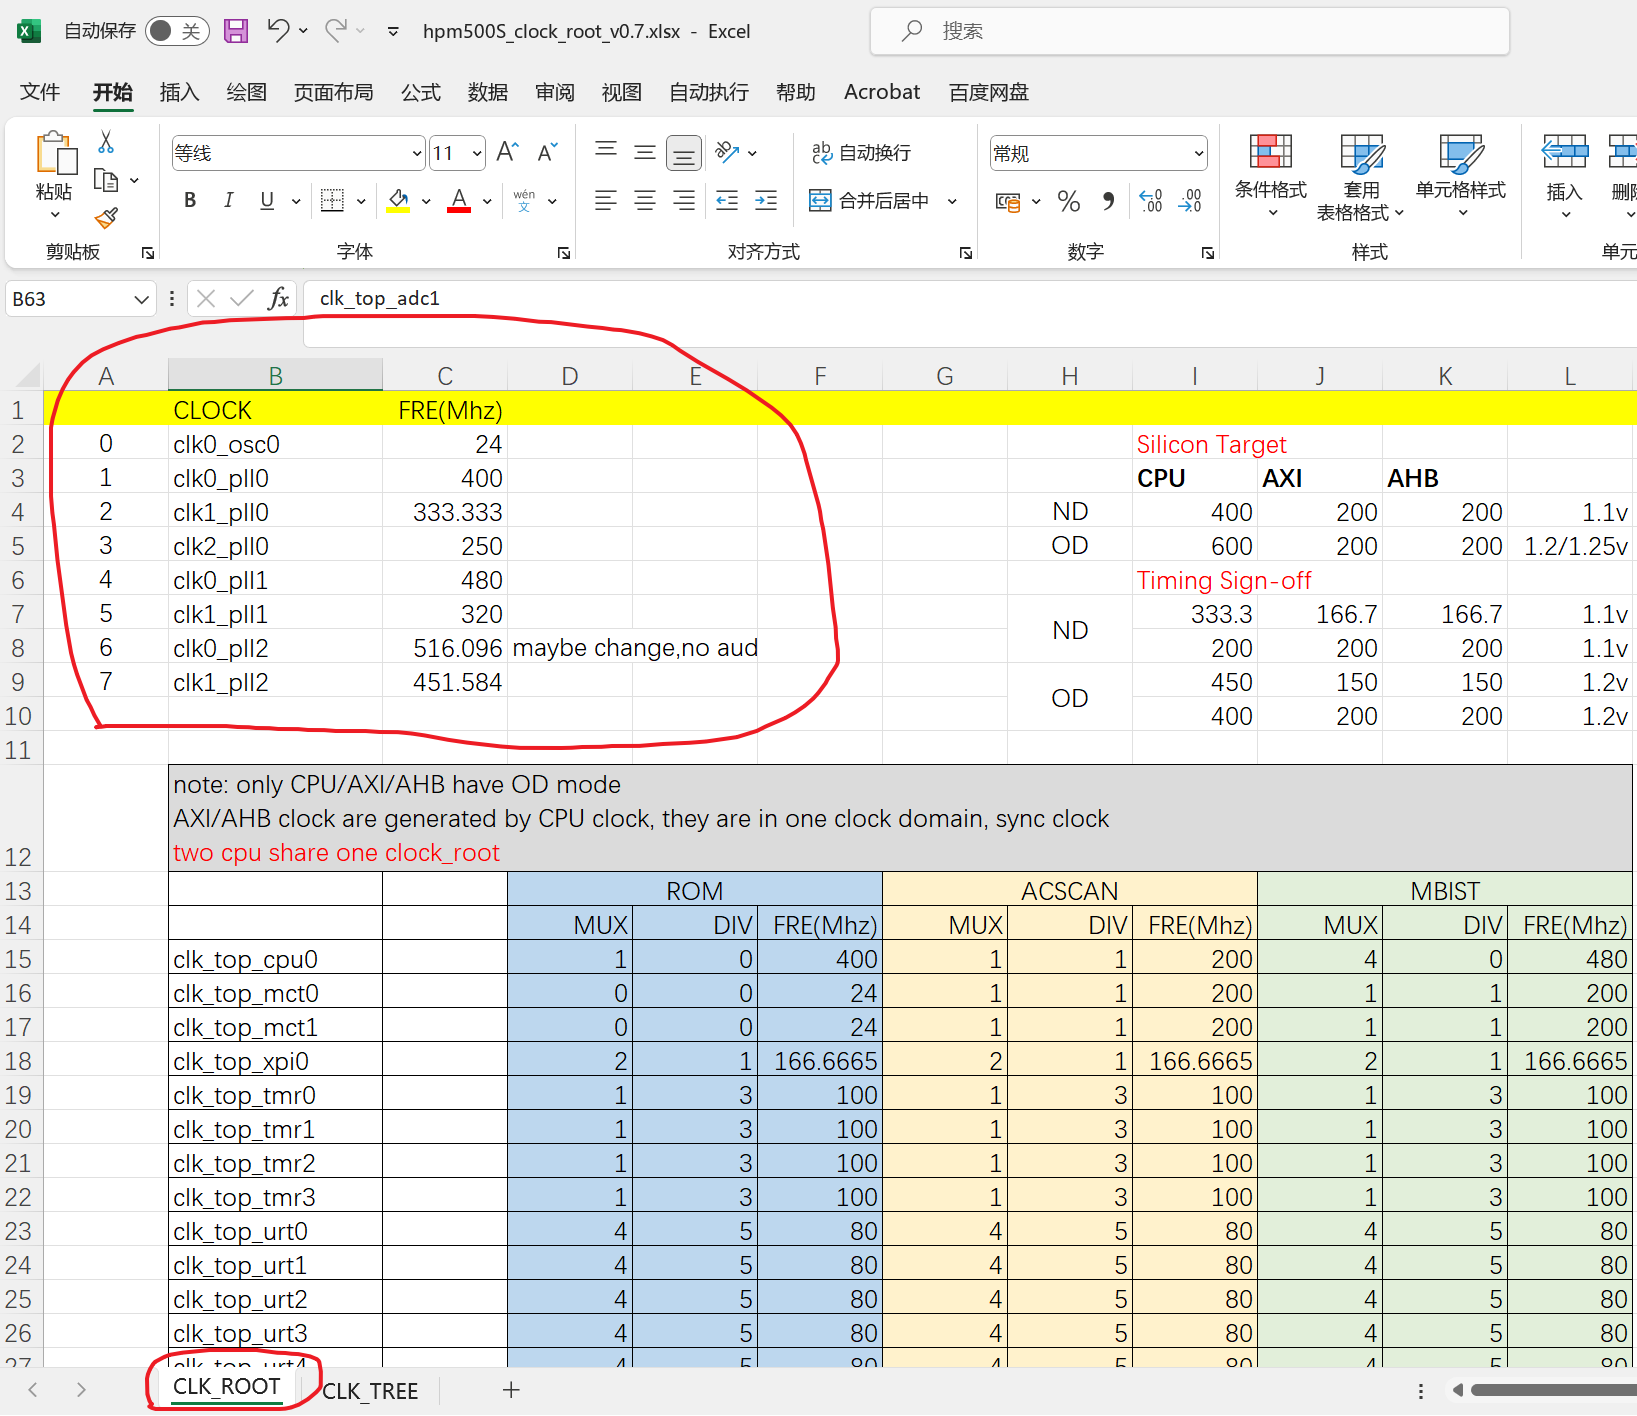 自动保存 关 hpm500S_clock_root_v0.7.xlsx - Excel 搜索
文件 开始 插入 绘图 页面布局 公式 数据 审阅 视图 自动执行 帮助 Acrobat 百度网盘
等线 11 A A ab 自动换行 常规
粘贴 B I U A wén 文 合并后居中 % 条件格式 套用 表格格式 单元格样式 插入
剪贴板 字体 对齐方式 数字 样式
B63 fx clk_top_adc1
A B C D E F G H I J K L
1 CLOCK FRE(Mhz)
2 0 clk0_osc0 24 Silicon Target
3 1 clk0_pll0 400 CPU AXI AHB
4 2 clk1_pll0 333.333 ND 400 200 200 1.1v
5 3 clk2_pll0 250 OD 600 200 200 1.2/1.25v
6 4 clk0_pll1 480 Timing Sign-off
7 5 clk1_pll1 320 ND 333.3 166.7 166.7 1.1v
8 6 clk0_pll2 516.096 maybe change,no aud 200 200 200 1.1v
9 7 clk1_pll2 451.584 OD 450 150 150 1.2v
10 400 200 200 1.2v
11
note: only CPU/AXI/AHB have OD mode
AXI/AHB clock are generated by CPU clock, they are in one clock domain, sync clock
12 two cpu share one clock_root
13 ROM ACSCAN MBIST
14 MUX DIV FRE(Mhz) MUX DIV FRE(Mhz) MUX DIV FRE(Mhz)
15 clk_top_cpu0 1 0 400 1 1 200 4 0 480
16 clk_top_mct0 0 0 24 1 1 200 1 1 200
17 clk_top_mct1 0 0 24 1 1 200 1 1 200
18 clk_top_xpi0 2 1 166.6665 2 1 166.6665 2 1 166.6665
19 clk_top_tmr0 1 3 100 1 3 100 1 3 100
20 clk_top_tmr1 1 3 100 1 3 100 1 3 100
21 clk_top_tmr2 1 3 100 1 3 100 1 3 100
22 clk_top_tmr3 1 3 100 1 3 100 1 3 100
23 clk_top_urt0 4 5 80 4 5 80 4 5 80
24 clk_top_urt1 4 5 80 4 5 80 4 5 80
25 clk_top_urt2 4 5 80 4 5 80 4 5 80
26 clk_top_urt3 4 5 80 4 5 80 4 5 80
27 clk_top_urt4 4 5 80 4 5 80 4 5 80
CLK_ROOT CLK_TREE